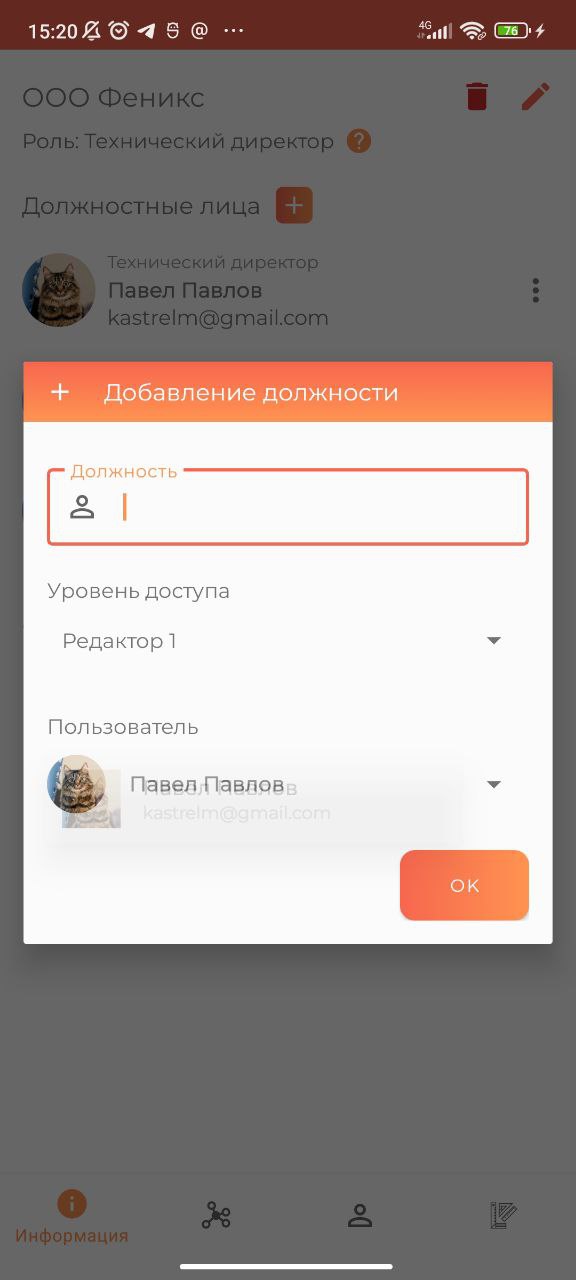 15:20
4G
76
ООО Феникс
Роль: Технический директор
?
Должностные лица
Технический директор
Павел Павлов
kastrelm@gmail.com
Добавление должности
Должность
Уровень доступа
Редактор 1
Пользователь
Павел Павлов
Павел Павлов
kastrelm@gmail.com
OK
Информация